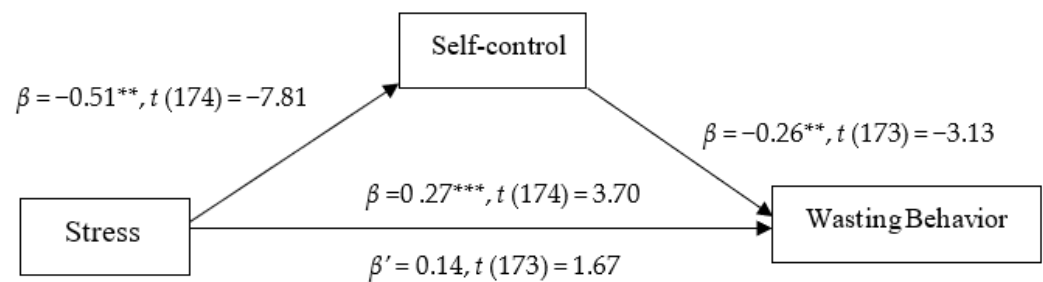 Self-control
β = −0.51**, t (174) = −7.81
β = −0.26**, t (173) = −3.13
β =0 .27***, t (174) = 3.70
Stress
Wasting Behavior
β’ = 0.14, t (173) = 1.67